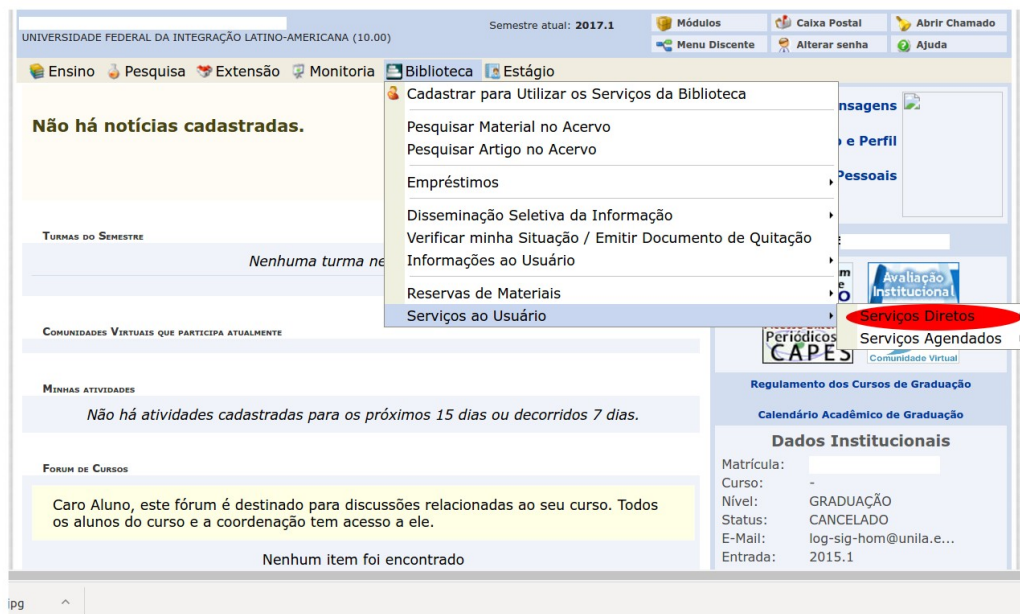 Semestre atual: 2017.1
Módulos
Caixa Postal
Abrir Chamado
UNIVERSIDADE FEDERAL DA INTEGRAÇÃO LATINO-AMERICANA (10.00)
Menu Discente
Alterar senha
Ajuda
Ensino Pesquisa Extensão Monitoria Biblioteca Estágio
Cadastrar para Utilizar os Serviços da Biblioteca
Pesquisar Material no Acervo
Pesquisar Artigo no Acervo
Empréstimos
Disseminação Seletiva da Informação
Verificar minha Situação / Emitir Documento de Quitação
Informações ao Usuário
Reservas de Materiais
Serviços ao Usuário
Serviços Diretos
Serviços Agendados
nsagens
e Perfil
Pessoais
Não há notícias cadastradas.
Turmas do Semestre
Nenhuma turma ne
Comunidades Virtuais que participa atualmente
Minhas atividades
Não há atividades cadastradas para os próximos 15 dias ou decorridos 7 dias.
Forum de Cursos
Caro Aluno, este fórum é destinado para discussões relacionadas ao seu curso. Todos
os alunos do curso e a coordenação tem acesso a ele.
Nenhum item foi encontrado
Avaliação
Institucional
Periódicos
CAPES
Comunidade Virtual
Regulamento dos Cursos de Graduação
Calendário Acadêmico de Graduação
Dados Institucionais
Matrícula:
Curso: -
Nível: GRADUAÇÃO
Status: CANCELADO
E-Mail: log-sig-hom@unila.e...
Entrada: 2015.1
jpg